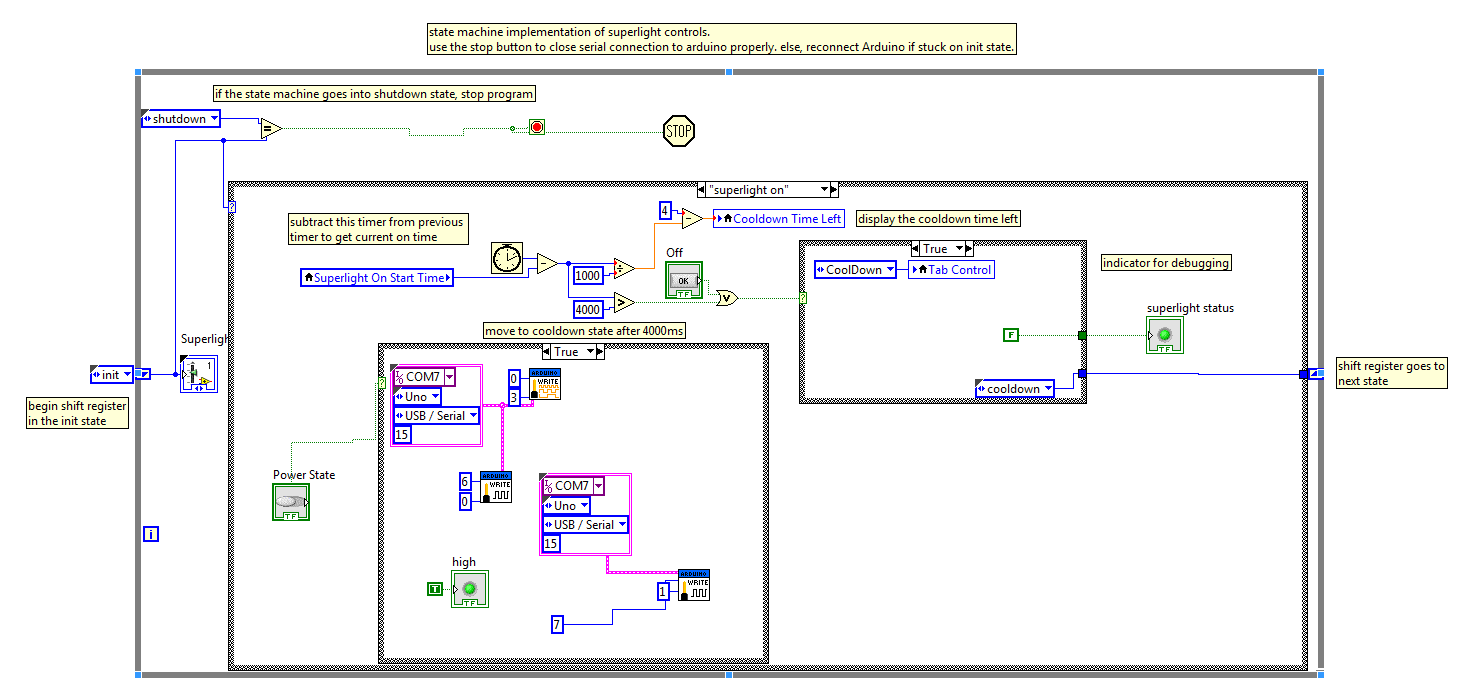 state machine implementation of superlight controls.
use the stop button to close serial connection to arduino properly. else, reconnect Arduino if stuck on init state.
if the state machine goes into shutdown state, stop program
shutdown
=
STOP
"superlight on"
?
subtract this timer from previous
timer to get current on time
4
-
Cooldown Time Left
display the cooldown time left
Superlight On Start Time
-
1000
÷
4000
>
Off
OK
TF
V
move to cooldown state after 4000ms
True
?
CoolDown
Tab Control
F
cooldown
indicator for debugging
superlight status
TF
shift register goes to
next state
Superligh
1
init
begin shift register
in the init state
i
Power State
TF
True
?
I/O COM7
Uno
USB / Serial
15
0
3
ARDUINO
WRITE
6
0
ARDUINO
WRITE
I/O COM7
Uno
USB / Serial
15
high
T
TF
1
ARDUINO
WRITE
7